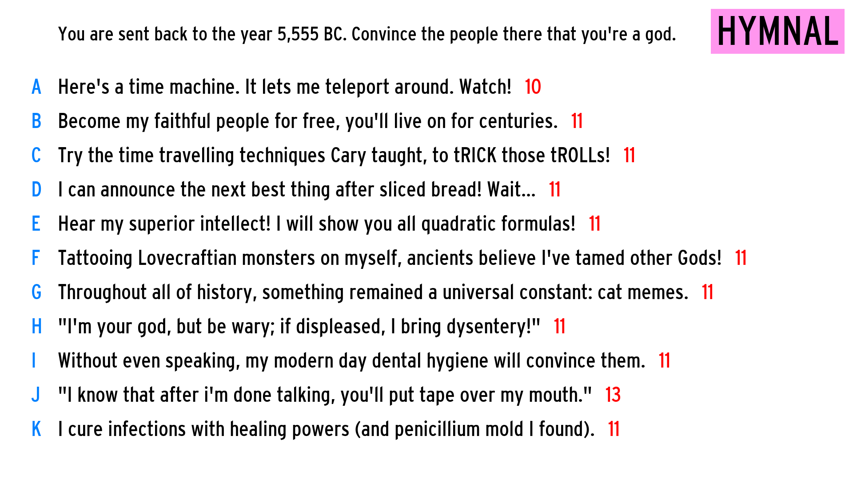 You are sent back to the year 5,555 BC. Convince the people there that you're a god.
HYMNAL
A Here's a time machine. It lets me teleport around. Watch! 10
B Become my faithful people for free, you'll live on for centuries. 11
C Try the time travelling techniques Cary taught, to tRICK those tROLLs! 11
D I can announce the next best thing after sliced bread! Wait... 11
E Hear my superior intellect! I will show you all quadratic formulas! 11
F Tattooing Lovecraftian monsters on myself, ancients believe I've tamed other Gods! 11
G Throughout all of history, something remained a universal constant: cat memes. 11
H "I'm your god, but be wary; if displeased, I bring dysentery!" 11
I Without even speaking, my modern day dental hygiene will convince them. 11
J "I know that after i'm done talking, you'll put tape over my mouth." 13
K I cure infections with healing powers (and penicillium mold I found). 11